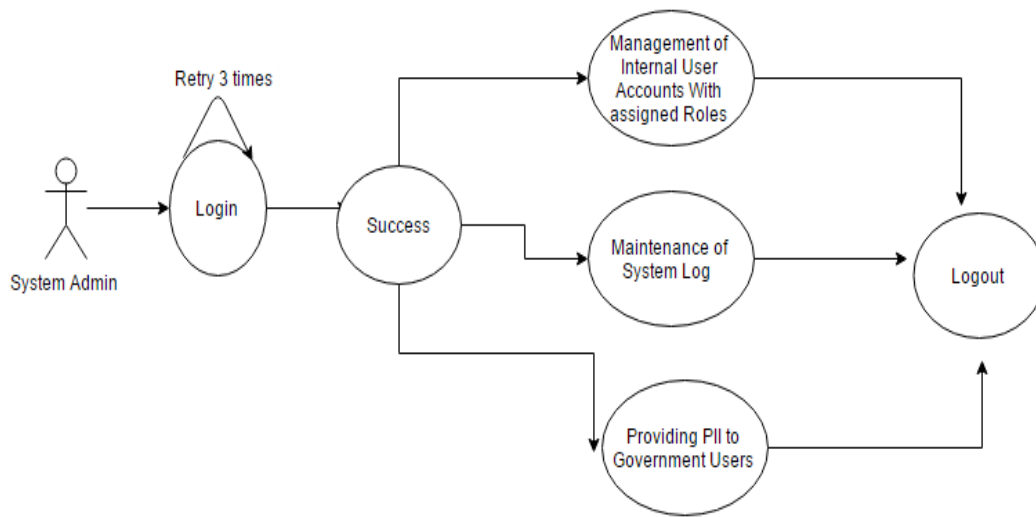 Retry 3 times
System Admin
Login
Success
Management of
Internal User
Accounts With
assigned Roles
Maintenance of
System Log
Providing PII to
Government Users
Logout